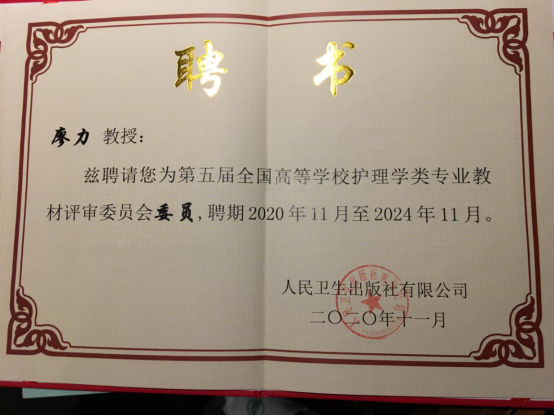 聘 书
廖力 教授：
兹聘请您为第五届全国高等学校护理学类专业教
材评审委员会委员，聘期2020年11月至2024年11月。
人民卫生出版社有限公司
二〇二〇年十一月